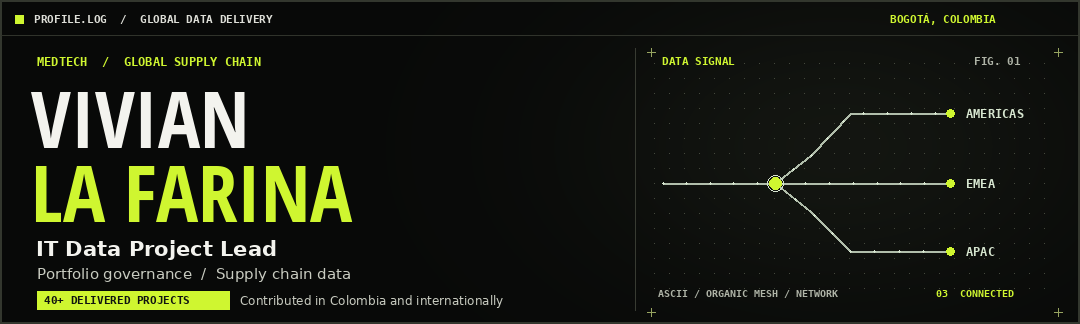 PROFILE.LOG / GLOBAL DATA DELIVERY
BOGOTÁ, COLOMBIA
MEDTECH / GLOBAL SUPPLY CHAIN
VIVIAN
LA FARINA
IT Data Project Lead
Portfolio governance / Supply chain data
40+ DELIVERED PROJECTS Contributed in Colombia and internationally
DATA SIGNAL
FIG. 01
AMERICAS
EMEA
APAC
ASCII / ORGANIC MESH / NETWORK
03 CONNECTED